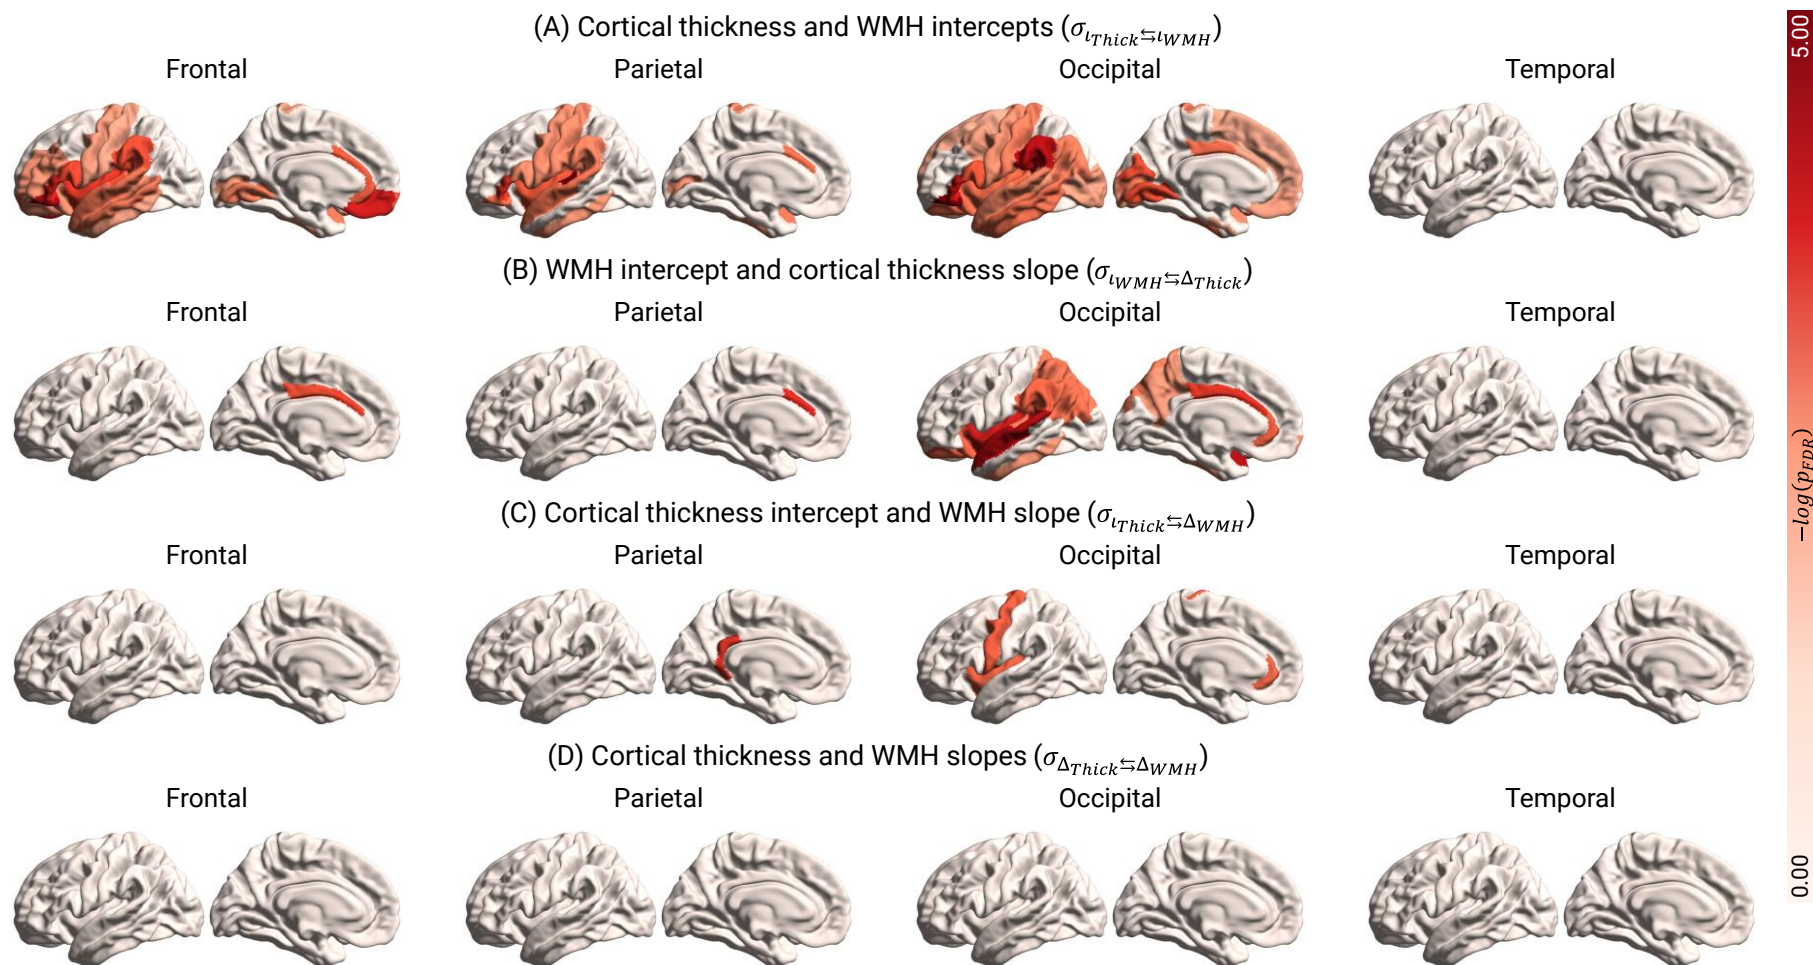 (A) Cortical thickness and WMH intercepts (σ_{ι_{Thick}⇆ι_{WMH}})
Frontal Parietal Occipital Temporal
(B) WMH intercept and cortical thickness slope (σ_{ι_{WMH}⇆Δ_{Thick}})
Frontal Parietal Occipital Temporal
(C) Cortical thickness intercept and WMH slope (σ_{ι_{Thick}⇆Δ_{WMH}})
Frontal Parietal Occipital Temporal
(D) Cortical thickness and WMH slopes (σ_{Δ_{Thick}⇆Δ_{WMH}})
Frontal Parietal Occipital Temporal
5.00
−log(p_{FDR})
0.00